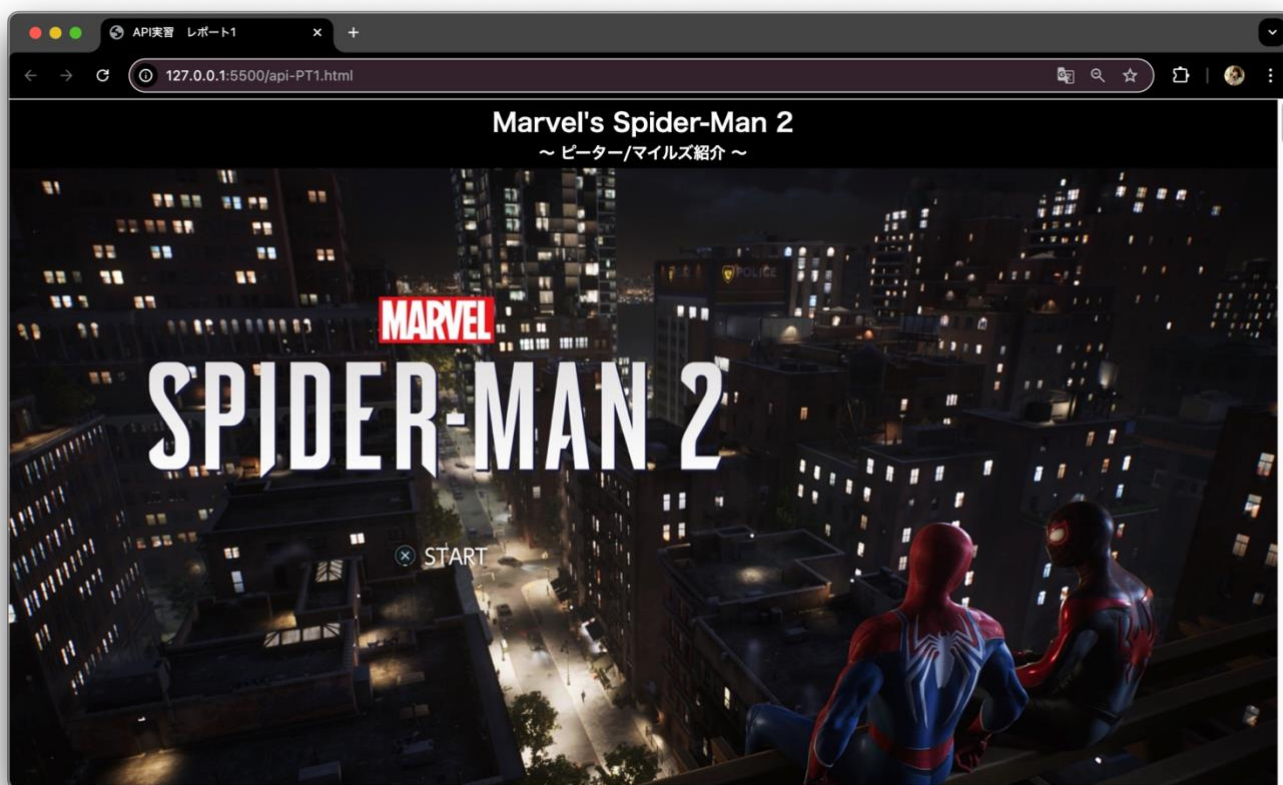 API実習　レポート1
127.0.0.1:5500/api-PT1.html
Marvel's Spider-Man 2
〜 ピーター/マイルズ紹介 〜
POLICE
MARVEL
SPIDER-MAN 2
START